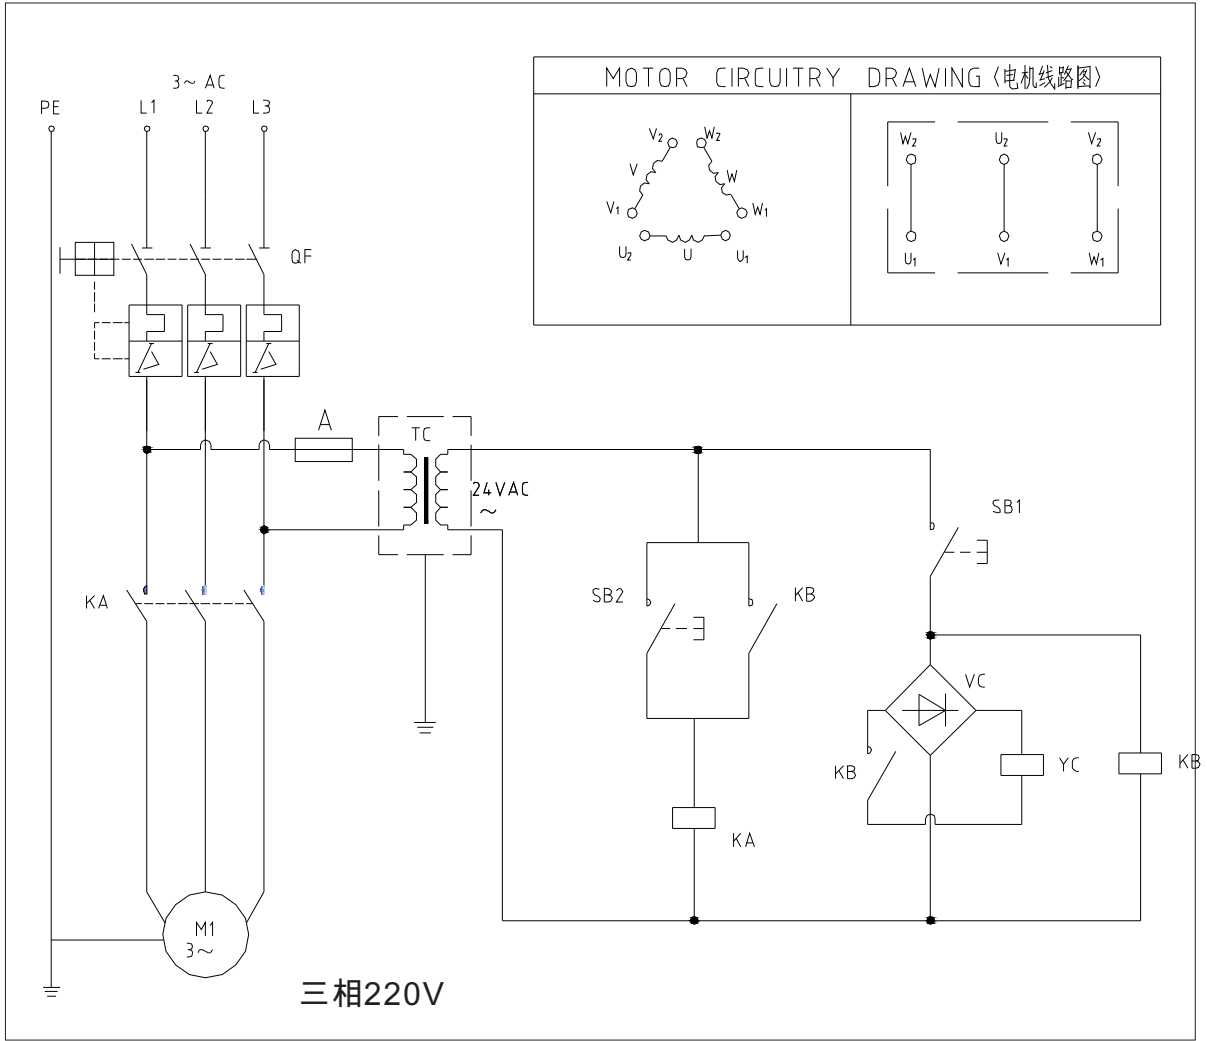 3~ AC
PE
L1
L2
L3
MOTOR CIRCUITRY DRAWING〈电机线路图〉
V2
W2
V
W
V1
W1
U2
U
U1
W2
U2
V2
U1
V1
W1
QF
A
TC
24VAC
~
SB1
KA
SB2
KB
VC
KB
YC
KB
KA
M1
3~
三相220V